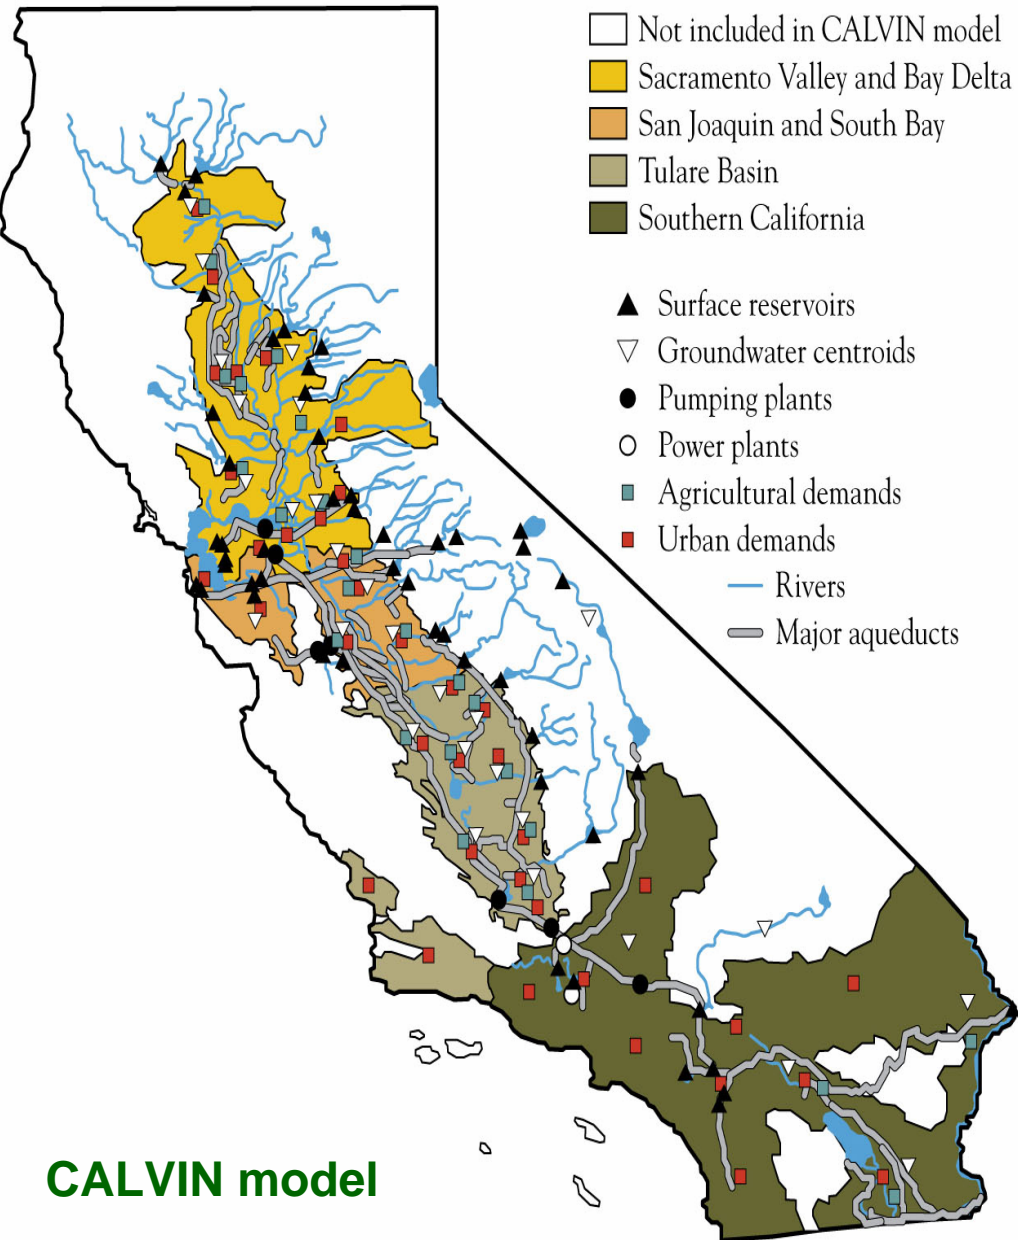 Not included in CALVIN model
Sacramento Valley and Bay Delta
San Joaquin and South Bay
Tulare Basin
Southern California
Surface reservoirs
Groundwater centroids
Pumping plants
Power plants
Agricultural demands
Urban demands
Rivers
Major aqueducts
CALVIN model